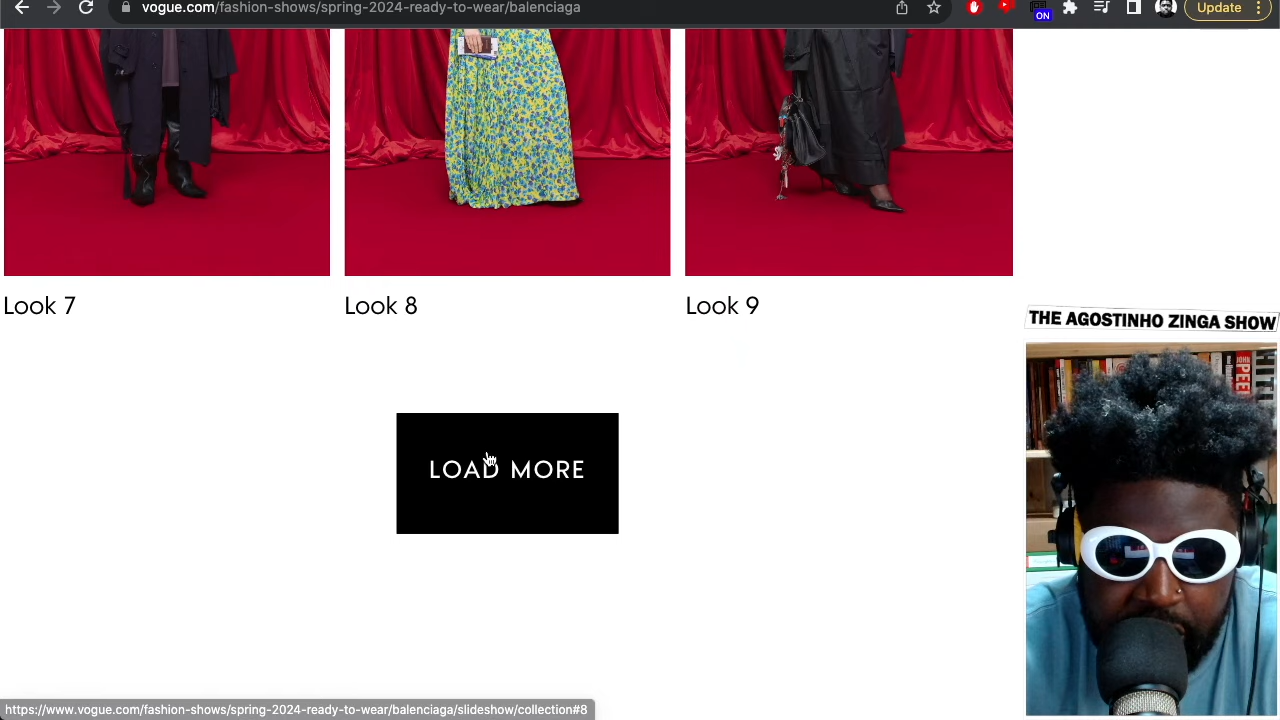 vogue.com/fashion-shows/spring-2024-ready-to-wear/balenciaga
ON
Update
Look 7
Look 8
Look 9
LOAD MORE
THE AGOSTINHO ZINGA SHOW
https://www.vogue.com/fashion-shows/spring-2024-ready-to-wear/balenciaga/slideshow/collection#8